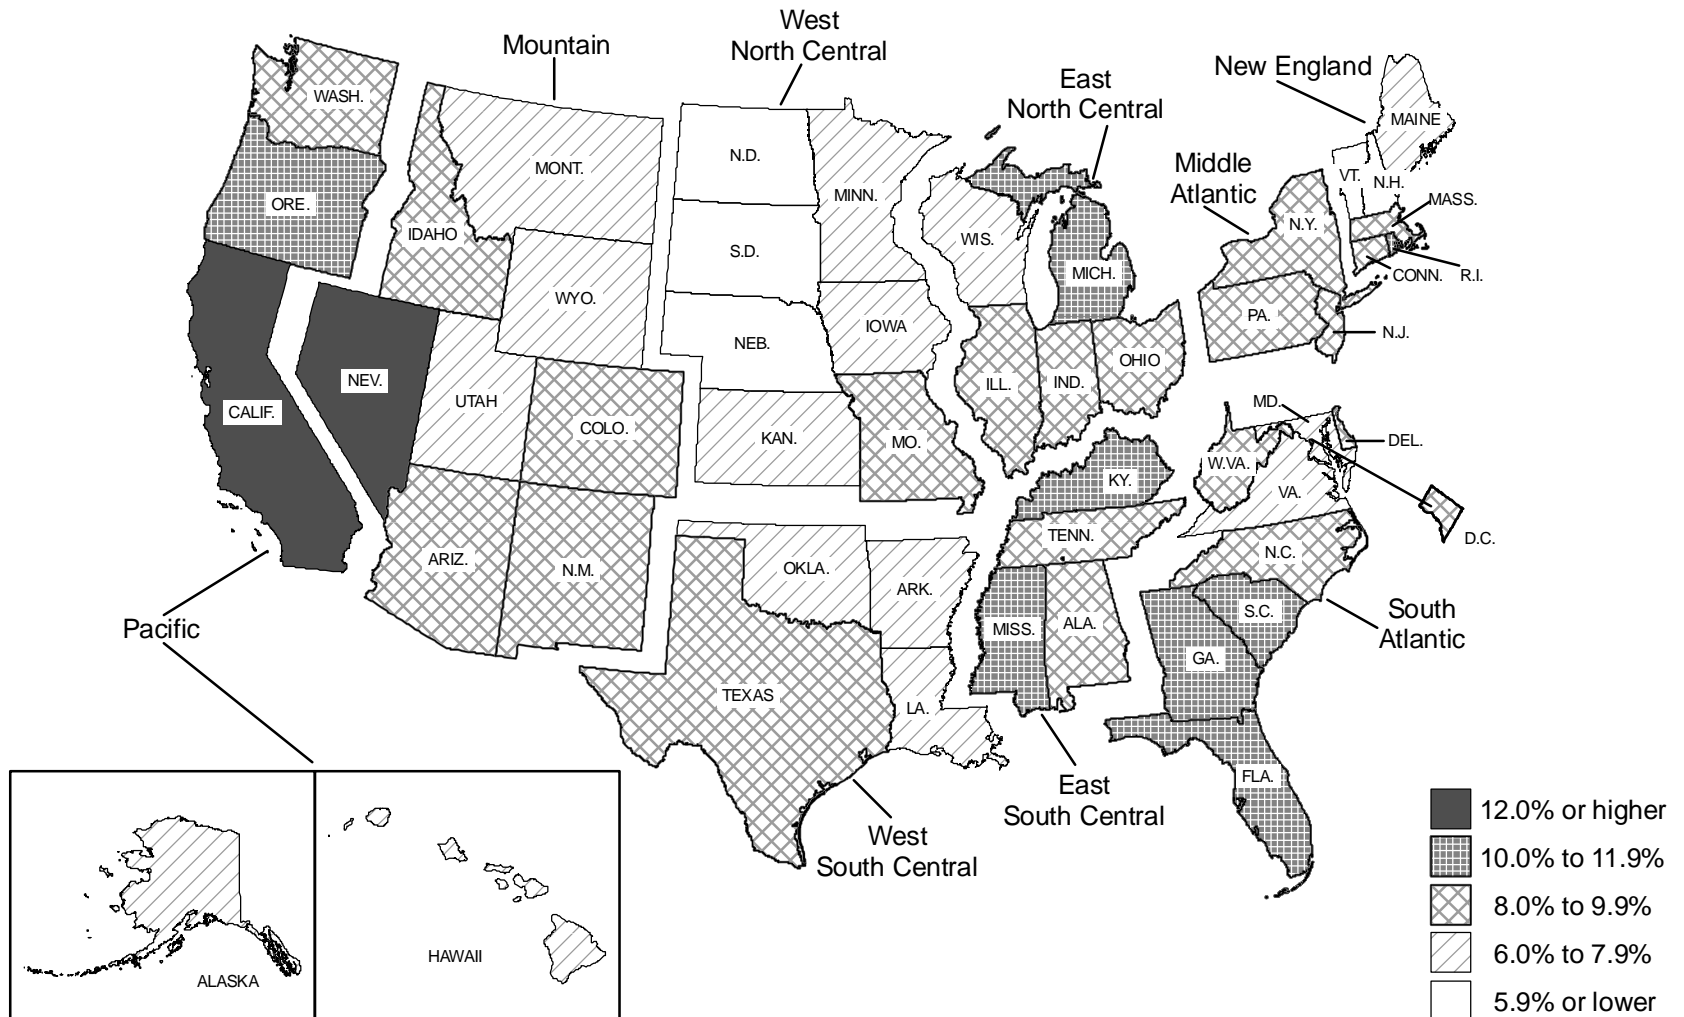 West
North Central
Mountain
East
North Central
New England
Middle
Atlantic
WASH.
MAINE
N.D.
MONT.
VT.
N.H.
MINN.
MASS.
ORE.
N.Y.
IDAHO
WIS.
S.D.
MICH.
CONN.
R.I.
WYO.
PA.
IOWA
N.J.
NEB.
OHIO
NEV.
ILL.
IND.
UTAH
MD.
CALIF.
COLO.
KAN.
MO.
DEL.
W.VA.
KY.
VA.
TENN.
D.C.
N.C.
ARIZ.
N.M.
OKLA.
ARK.
S.C.
South
Atlantic
MISS.
ALA.
Pacific
GA.
TEXAS
LA.
FLA.
East
South Central
West
South Central
HAWAII
ALASKA
12.0% or higher
10.0% to 11.9%
8.0% to 9.9%
6.0% to 7.9%
5.9% or lower